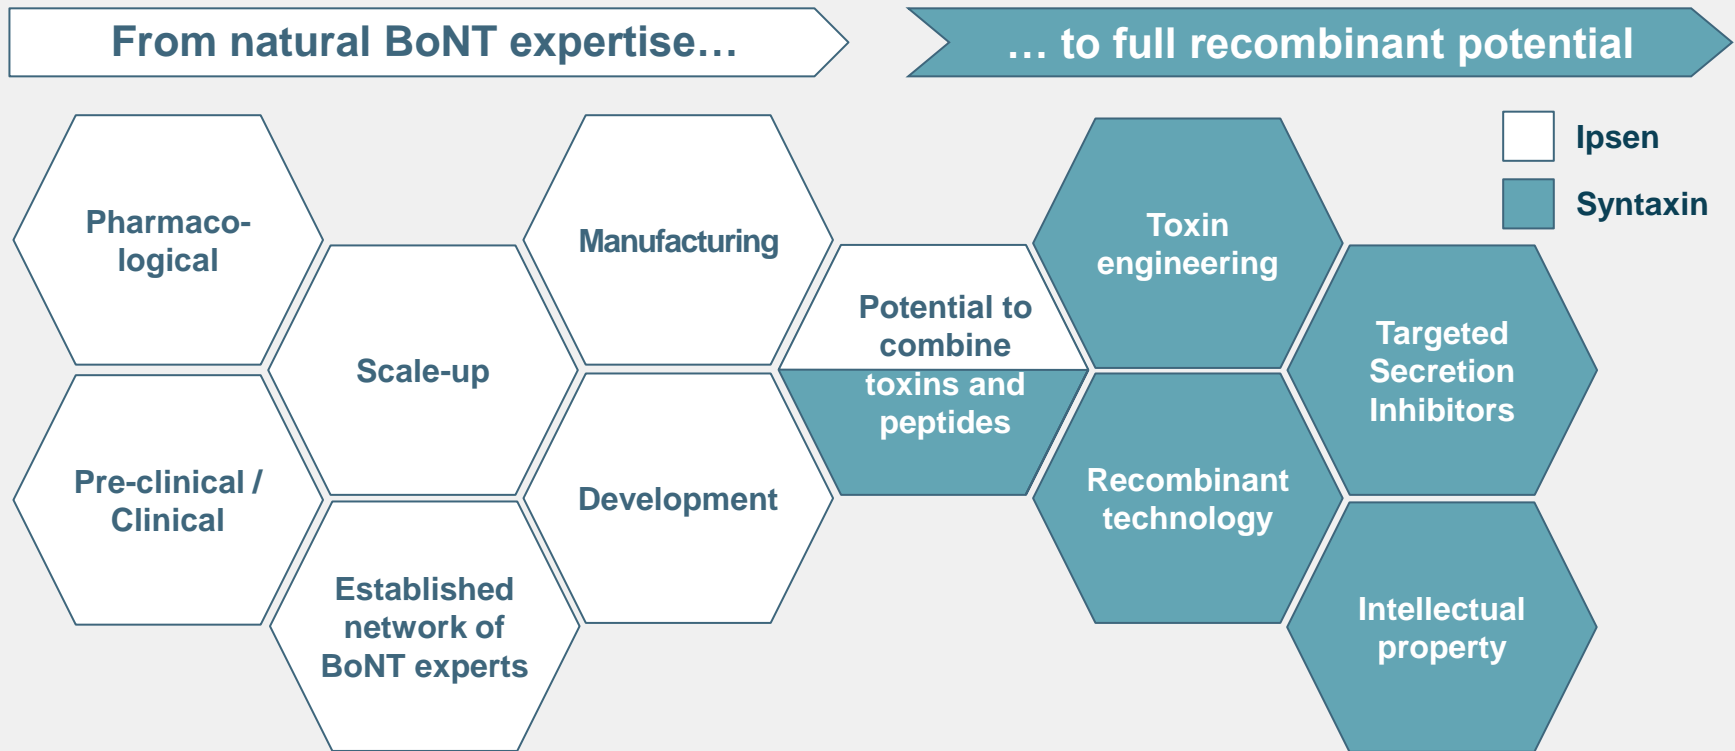 From natural BoNT expertise…
… to full recombinant potential
Ipsen
Syntaxin
Pharmaco-
logical
Pre-clinical /
Clinical
Scale-up
Established
network of
BoNT experts
Manufacturing
Development
Potential to
combine
toxins and
peptides
Toxin
engineering
Recombinant
technology
Targeted
Secretion
Inhibitors
Intellectual
property